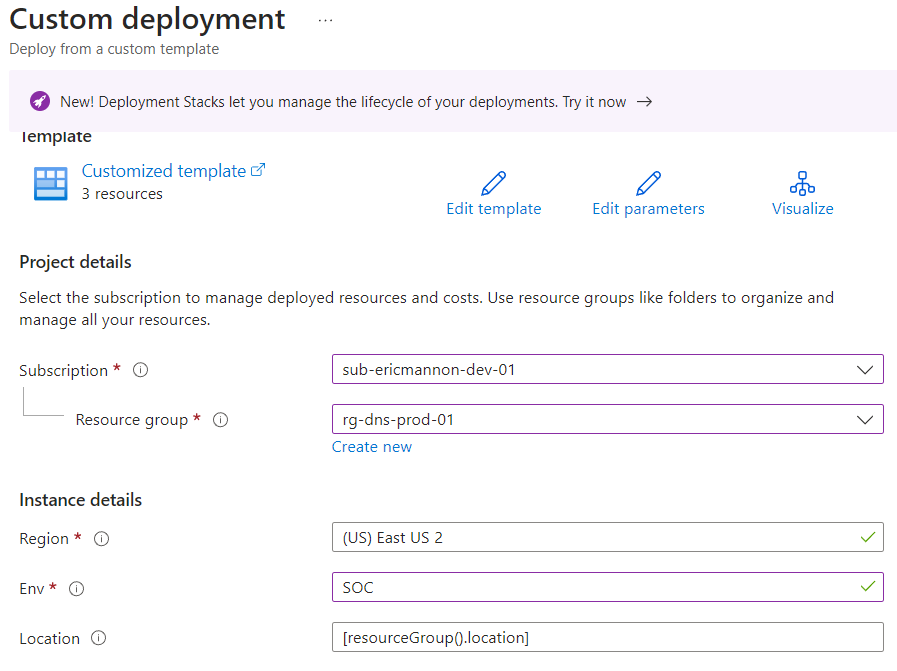 Custom deployment ...
Deploy from a custom template
New! Deployment Stacks let you manage the lifecycle of your deployments. Try it now →
Template
Customized template
3 resources
Edit template
Edit parameters
Visualize
Project details
Select the subscription to manage deployed resources and costs. Use resource groups like folders to organize and
manage all your resources.
Subscription *
sub-ericmannon-dev-01
Resource group *
rg-dns-prod-01
Create new
Instance details
Region *
(US) East US 2
Env *
SOC
Location
[resourceGroup().location]